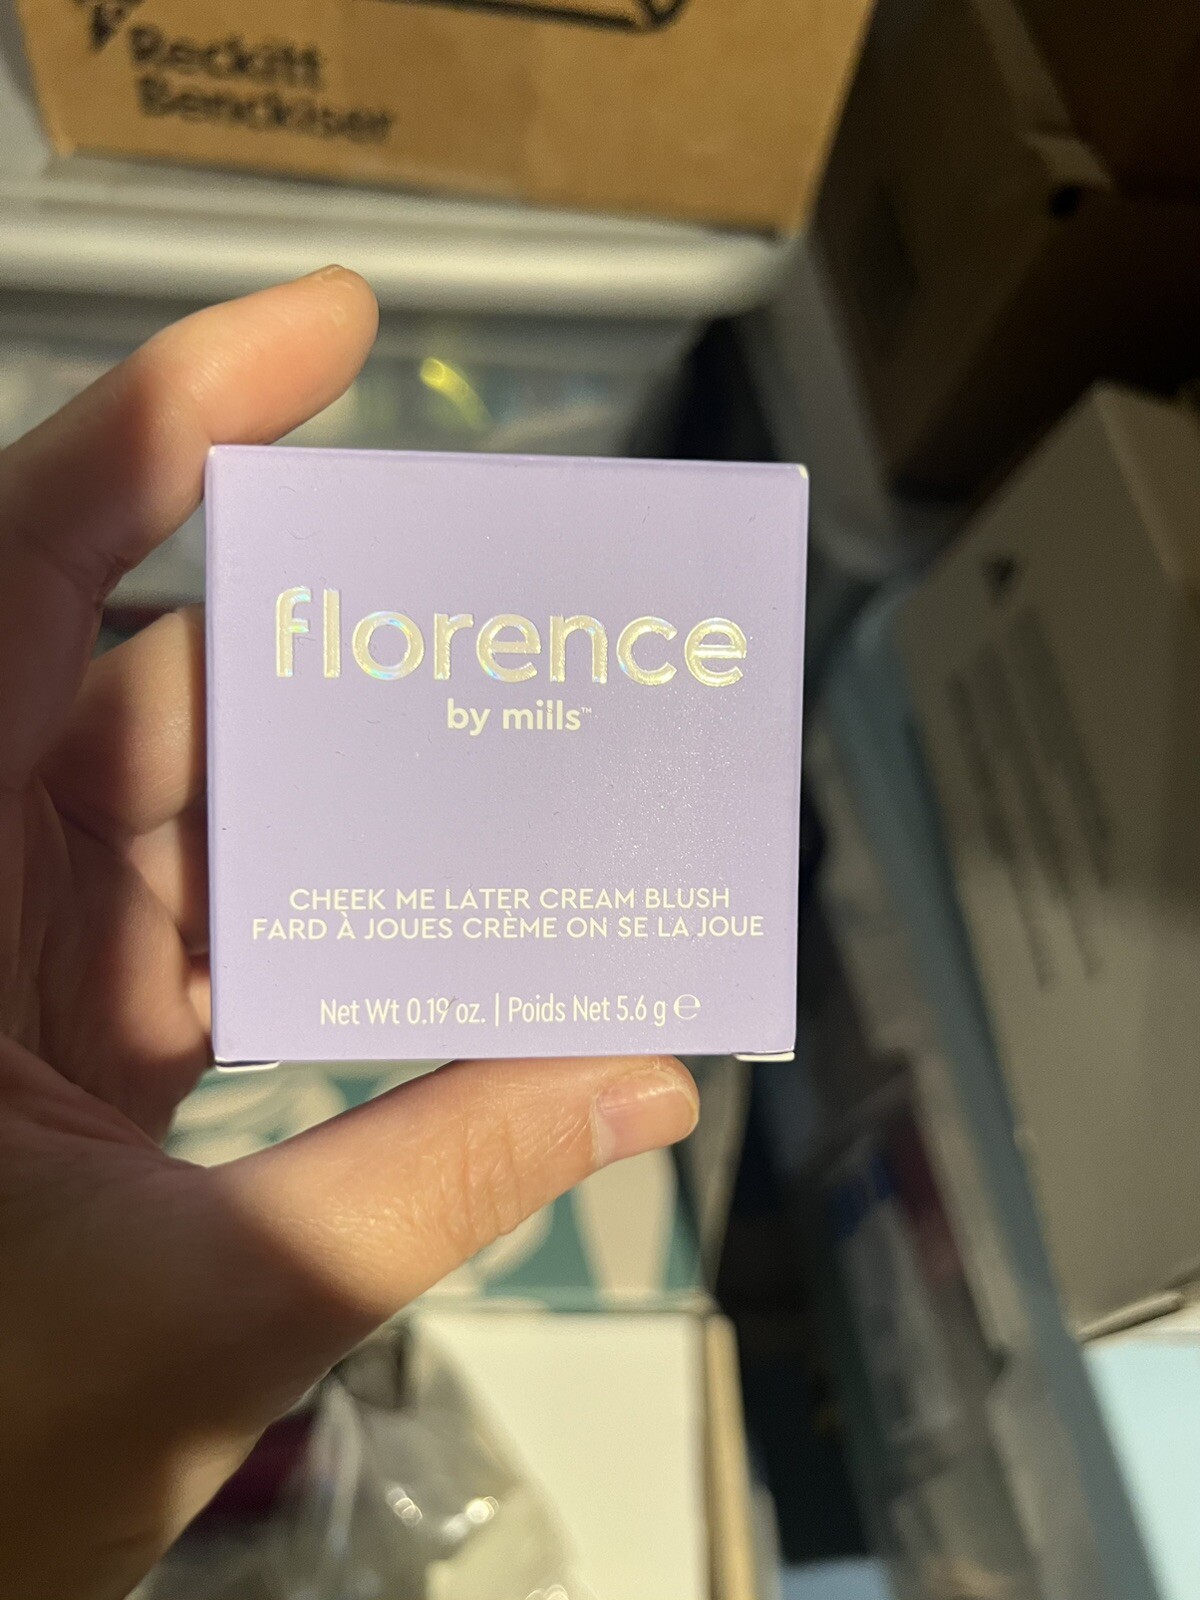 Reckitt
Benckiser
florence
by mills™
CHEEK ME LATER CREAM BLUSH
FARD À JOUES CRÈME ON SE LA JOUE
Net Wt 0.19 oz. | Poids Net 5.6 g ℮